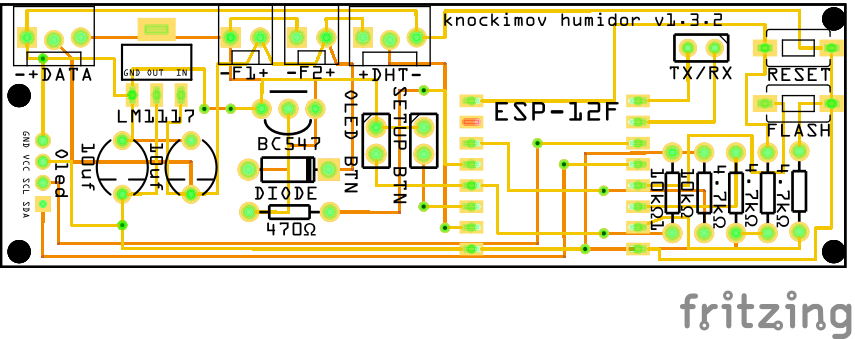 knockimov humidor v1.3.2
-+DATA
GND OUT IN
-F1+
-F2+
+DHT-
TX/RX
RESET
LM1117
OLED BTN
SETUP BTN
ESP-12F
FLASH
BC547
GND VCC SCL SDA
Oled
10uf
10uf
DIODE
470Ω
10kΩ1
10kΩ
4.7kΩ
4.7kΩ
4.7kΩ
fritzing